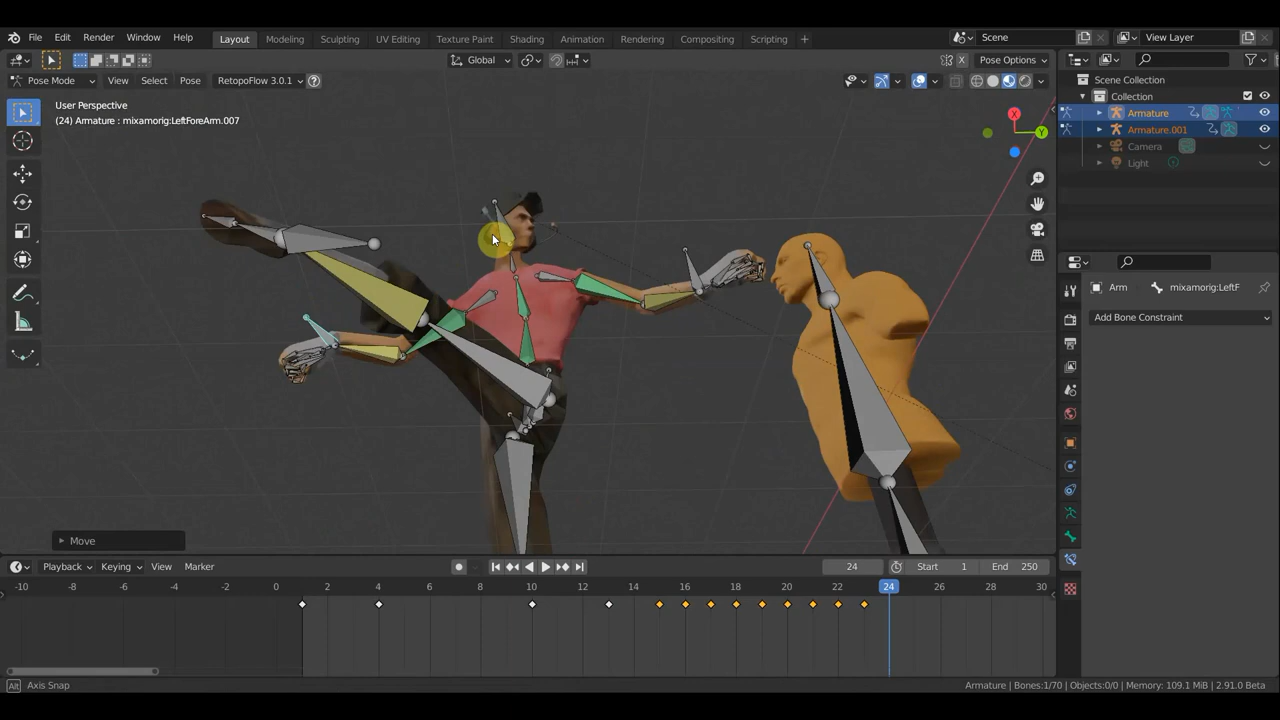 File Edit Render Window Help Layout Modeling Sculpting UV Editing Texture Paint Shading Animation Rendering Compositing Scripting + Scene View Layer
Global Pose Options
Pose Mode View Select Pose RetopoFlow 3.0.1 Scene Collection
User Perspective
(24) Armature : mixamorig:LeftForeArm.007
Collection
Armature
Armature.001
Camera
Light
X
Y
Arm mixamorig:LeftF
Add Bone Constraint
Move
Playback Keying View Marker 24 Start 1 End 250
-10 -8 -6 -4 -2 0 2 4 6 8 10 12 14 16 18 20 22 24 26 28 30
Alt Axis Snap Armature | Bones:1/70 | Objects:0/0 | Memory: 109.1 MiB | 2.91.0 Beta